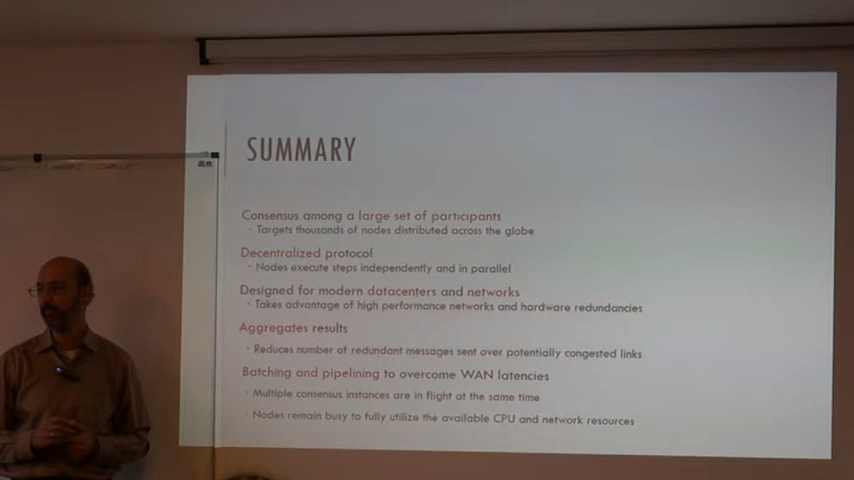 SUMMARY
Consensus among a large set of participants
· Targets thousands of nodes distributed across the globe
Decentralized protocol
· Nodes execute steps independently and in parallel
Designed for modern datacenters and networks
· Takes advantage of high performance networks and hardware redundancies
Aggregates results
· Reduces number of redundant messages sent over potentially congested links
Batching and pipelining to overcome WAN latencies
· Multiple consensus instances are in flight at the same time
· Nodes remain busy to fully utilize the available CPU and network resources